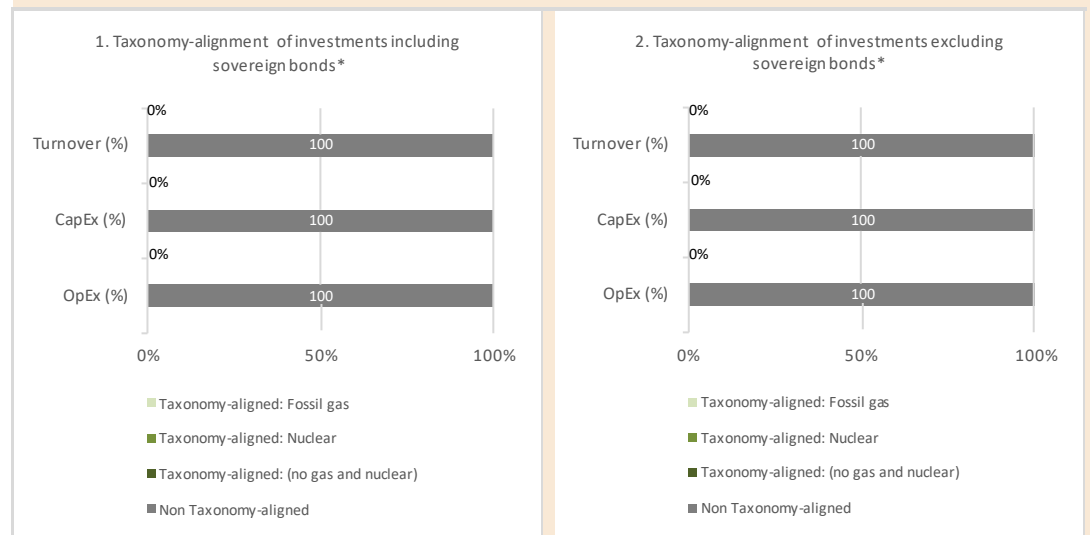 1. Taxonomy-alignment of investments including
sovereign bonds*
0%
Turnover (%)
100
0%
CapEx (%)
100
0%
OpEx (%)
100
0%
50%
100%
Taxonomy-aligned: Fossil gas
Taxonomy-aligned: Nuclear
Taxonomy-aligned: (no gas and nuclear)
Non Taxonomy-aligned
2. Taxonomy-alignment of investments excluding
sovereign bonds*
0%
Turnover (%)
100
0%
CapEx (%)
100
0%
OpEx (%)
100
0%
50%
100%
Taxonomy-aligned: Fossil gas
Taxonomy-aligned: Nuclear
Taxonomy-aligned: (no gas and nuclear)
Non Taxonomy-aligned